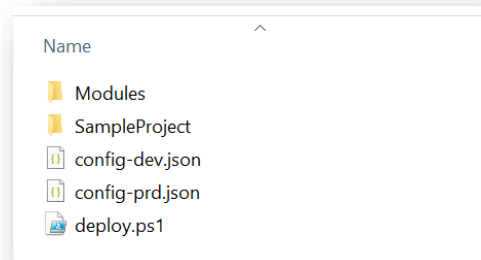 Name
Modules
SampleProject
config-dev.json
config-prd.json
deploy.ps1